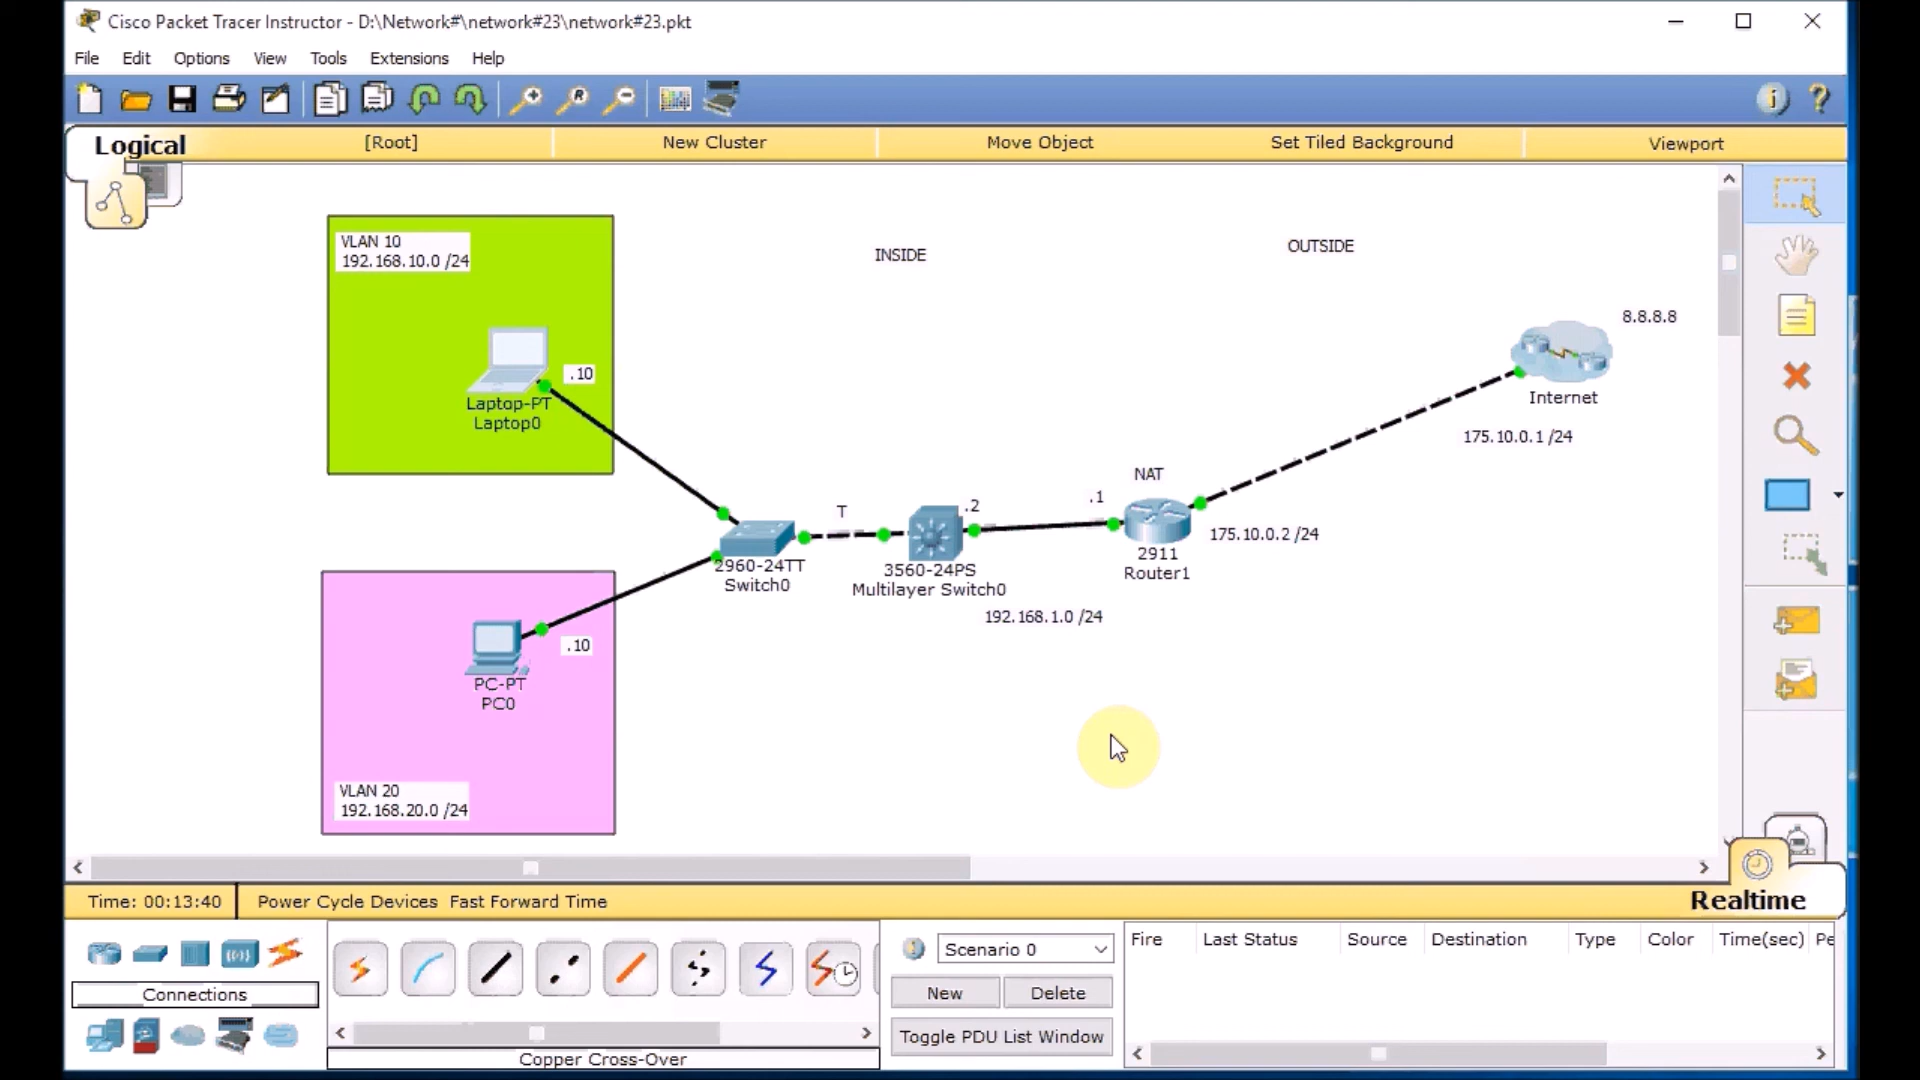 Cisco Packet Tracer Instructor - D:\Network#\network#23\network#23.pkt
File Edit Options View Tools Extensions Help
R
i ?
Logical [Root] New Cluster Move Object Set Tiled Background Viewport
VLAN 10
192.168.10.0 /24
INSIDE
OUTSIDE
8.8.8.8
.10
Laptop-PT
Laptop0
Internet
175.10.0.1 /24
NAT
T
.2
.1
175.10.0.2 /24
2960-24TT
Switch0
3560-24PS
Multilayer Switch0
2911
Router1
192.168.1.0 /24
.10
PC-PT
PC0
VLAN 20
192.168.20.0 /24
Time: 00:13:40 Power Cycle Devices Fast Forward Time
Realtime
Connections
Copper Cross-Over
Scenario 0
New Delete
Toggle PDU List Window
Fire Last Status Source Destination Type Color Time(sec) Pe